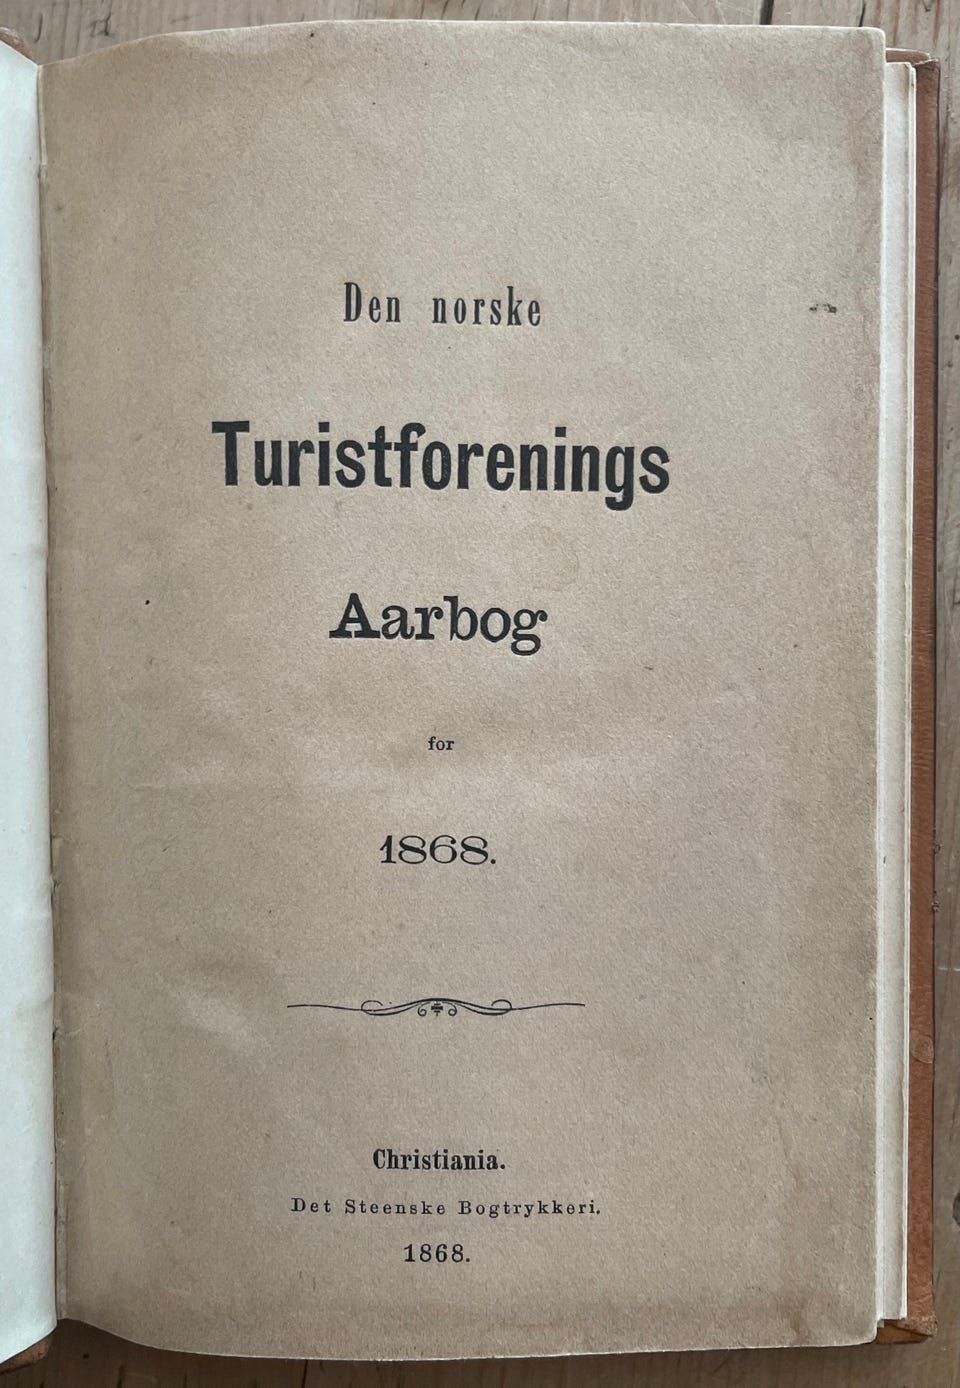 Den norske
Turistforenings
Aarbog
for
1868.
Christiania.
Det Steenske Bogtrykkeri.
1868.